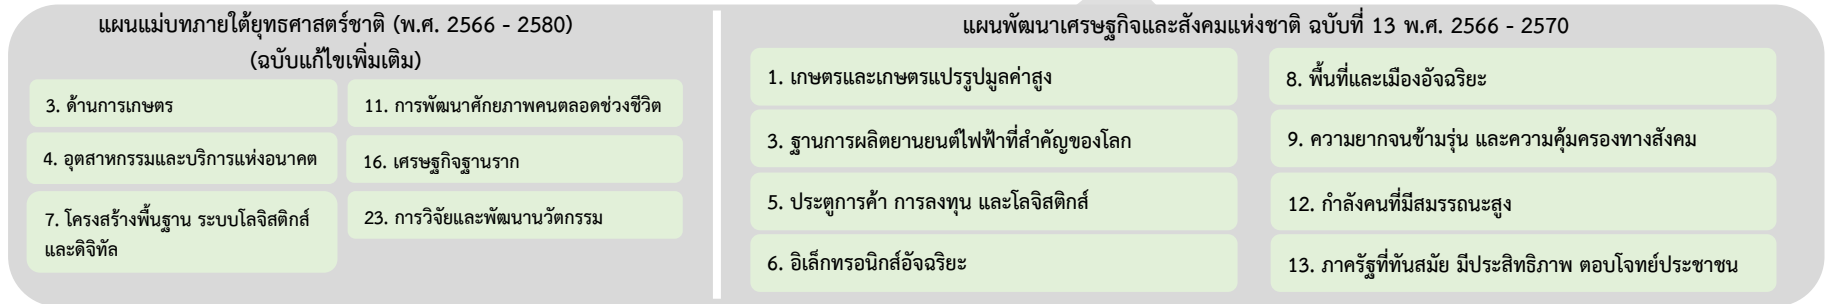 แผนแม่บทภายใต้ยุทธศาสตร์ชาติ (พ.ศ. 2566 - 2580)
(ฉบับแก้ไขเพิ่มเติม)
3. ด้านการเกษตร
4. อุตสาหกรรมและบริการแห่งอนาคต
7. โครงสร้างพื้นฐาน ระบบโลจิสติกส์
และดิจิทัล
11. การพัฒนาศักยภาพคนตลอดช่วงชีวิต
16. เศรษฐกิจฐานราก
23. การวิจัยและพัฒนานวัตกรรม
แผนพัฒนาเศรษฐกิจและสังคมแห่งชาติ ฉบับที่ 13 พ.ศ. 2566 - 2570
1. เกษตรและเกษตรแปรรูปมูลค่าสูง
3. ฐานการผลิตยานยนต์ไฟฟ้าที่สำคัญของโลก
5. ประตูการค้า การลงทุน และโลจิสติกส์
6. อิเล็กทรอนิกส์อัจฉริยะ
8. พื้นที่และเมืองอัจฉริยะ
9. ความยากจนข้ามรุ่น และความคุ้มครองทางสังคม
12. กำลังคนที่มีสมรรถนะสูง
13. ภาครัฐที่ทันสมัย มีประสิทธิภาพ ตอบโจทย์ประชาชน